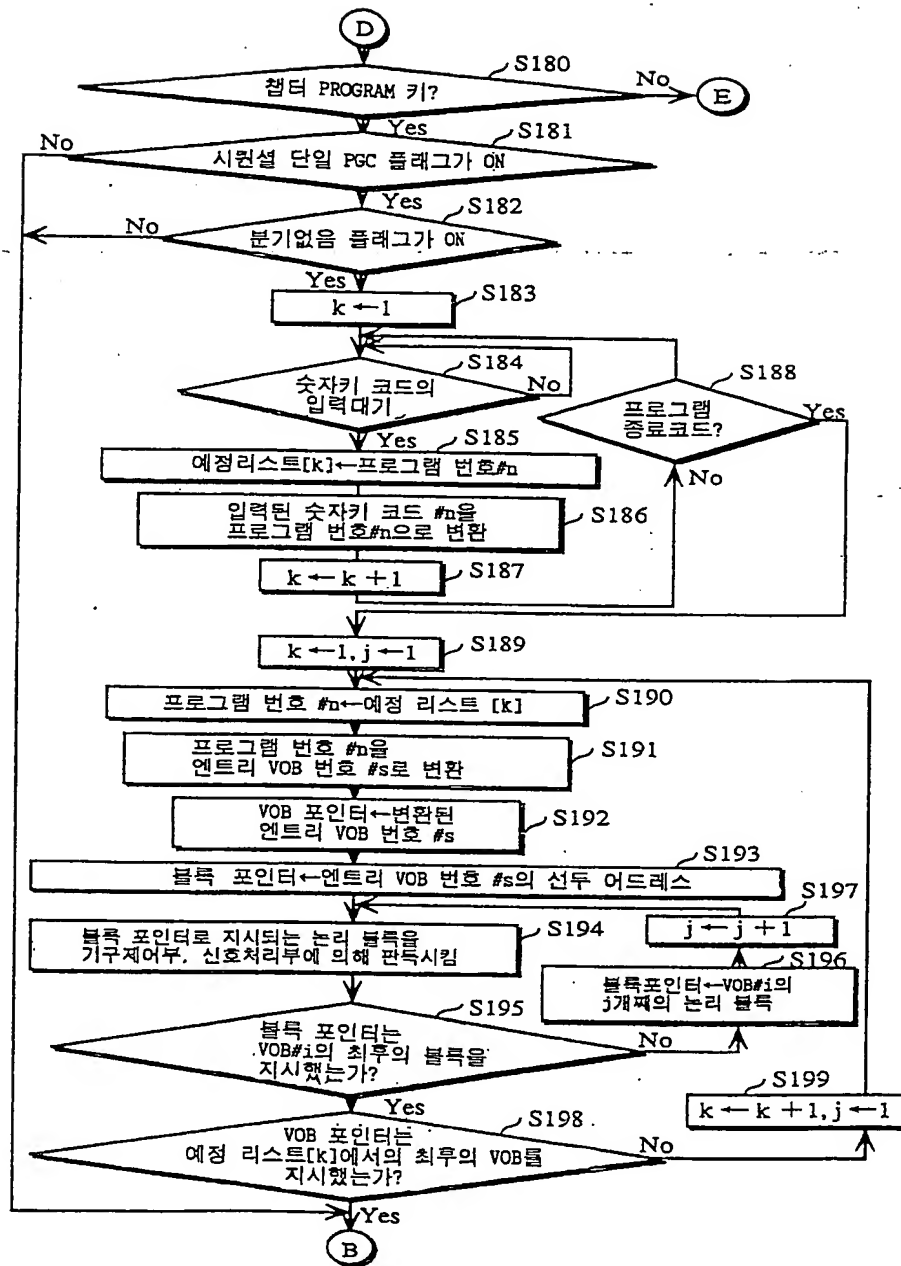 D
S180
챕터 PROGRAM 키?
No
E
Yes
S181
No
시퀀셜 단일 PGC 플래그가 ON
Yes
S182
No
분기없음 플래그가 ON
Yes
S183
k←1
S184
숫자키 코드의
입력대기
No
S188
프로그램
종료코드?
Yes
No
Yes
S185
예정리스트[k]←프로그램 번호#n
입력된 숫자키 코드 #n을
프로그램 번호#n으로 변환
S186
k←k+1
S187
k←1,j←1
S189
프로그램 번호 #n←예정 리스트 [k]
S190
프로그램 번호 #n을
엔트리 VOB 번호 #s로 변환
S191
VOB 포인터←변환된
엔트리 VOB 번호 #s
S192
S193
블록 포인터←엔트리 VOB 번호 #s의 선두 어드레스
S197
j←j+1
블록 포인터로 지시되는 논리 블록을
기구제어부, 신호처리부에 의해 판독시킴
S194
S196
블록포인터←VOB#i의
j개째의 논리 블록
S195
블록 포인터는
VOB#i의 최후의 블록을
지시했는가?
No
Yes
S199
k←k+1,j←1
S198
VOB 포인터는
예정 리스트[k]에서의 최후의 VOB를
지시했는가?
No
Yes
B